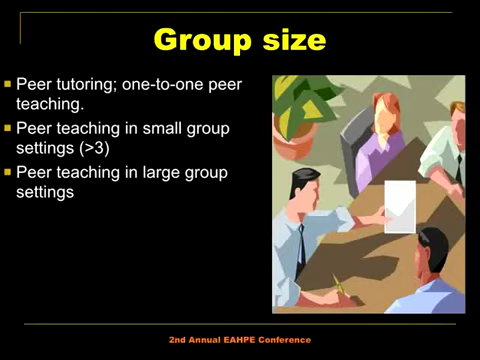 Group size
Peer tutoring; one-to-one peer
teaching.
Peer teaching in small group
settings (>3)
Peer teaching in large group
settings
2nd Annual EAHPE Conference